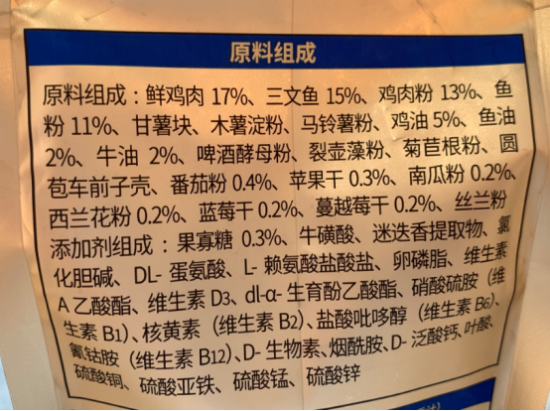 原料组成
原料组成：鲜鸡肉 17%、三文鱼 15%、鸡肉粉 13%、鱼
粉 11%、甘薯块、木薯淀粉、马铃薯粉、鸡油 5%、鱼油
2%、牛油 2%、啤酒酵母粉、裂壶藻粉、菊苣根粉、圆
苞车前子壳、番茄粉 0.4%、苹果干 0.3%、南瓜粉 0.2%、
西兰花粉 0.2%、蓝莓干 0.2%、蔓越莓干 0.2%、丝兰粉
添加剂组成：果寡糖 0.3%、牛磺酸、迷迭香提取物、氯
化胆碱、DL- 蛋氨酸、L- 赖氨酸盐酸盐、卵磷脂、维生素
A 乙酸酯、维生素 D3、dl-α- 生育酚乙酸酯、硝酸硫胺（维
生素 B1）、核黄素（维生素 B2）、盐酸吡哆醇（维生素 B6）、
氰钴胺（维生素 B12）、D- 生物素、烟酰胺、D- 泛酸钙、叶酸、
硫酸铜、硫酸亚铁、硫酸锰、硫酸锌